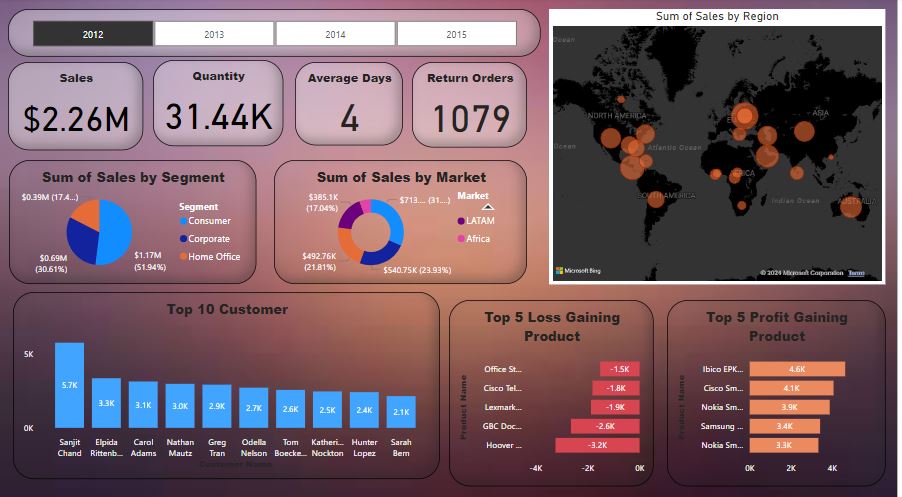 2012
2013
2014
2015
Sales
$2.26M
Quantity
31.44K
Average Days
4
Return Orders
1079
Sum of Sales by Region
Ocean
NORTH AMERICA
ASIA
Ocean
Atlantic Ocean
AFRICA
SOUTH AMERICA
Indian Ocean
AUSTRALIA
Microsoft Bing
© 2024 Microsoft Corporation Terms
Sum of Sales by Segment
$0.39M (17.4...)
$0.69M
(30.61%)
$1.17M
(51.94%)
Segment
Consumer
Corporate
Home Office
Sum of Sales by Market
$385.1K
(17.04%)
$713.... (31....)
$492.76K
(21.81%)
$540.75K (23.93%)
Market
LATAM
Africa
Top 10 Customer
5K
0K
5.7K
3.3K
3.1K
3.0K
2.9K
2.7K
2.6K
2.5K
2.4K
2.1K
Sanjit
Chand
Elpida
Rittenb...
Carol
Adams
Nathan
Mautz
Greg
Tran
Odella
Nelson
Tom
Boecke...
Katheri...
Nockton
Hunter
Lopez
Sarah
Bern
Customer Name
Top 5 Loss Gaining
Product
Product Name
Office St...
-1.5K
Cisco Tel...
-1.8K
Lexmark...
-1.9K
GBC Doc...
-2.6K
Hoover ...
-3.2K
-4K
-2K
0K
Top 5 Profit Gaining
Product
Product Name
Ibico EPK...
4.6K
Cisco Sm...
4.1K
Nokia Sm...
3.9K
Samsung ...
3.4K
Nokia Sm...
3.3K
0K
2K
4K